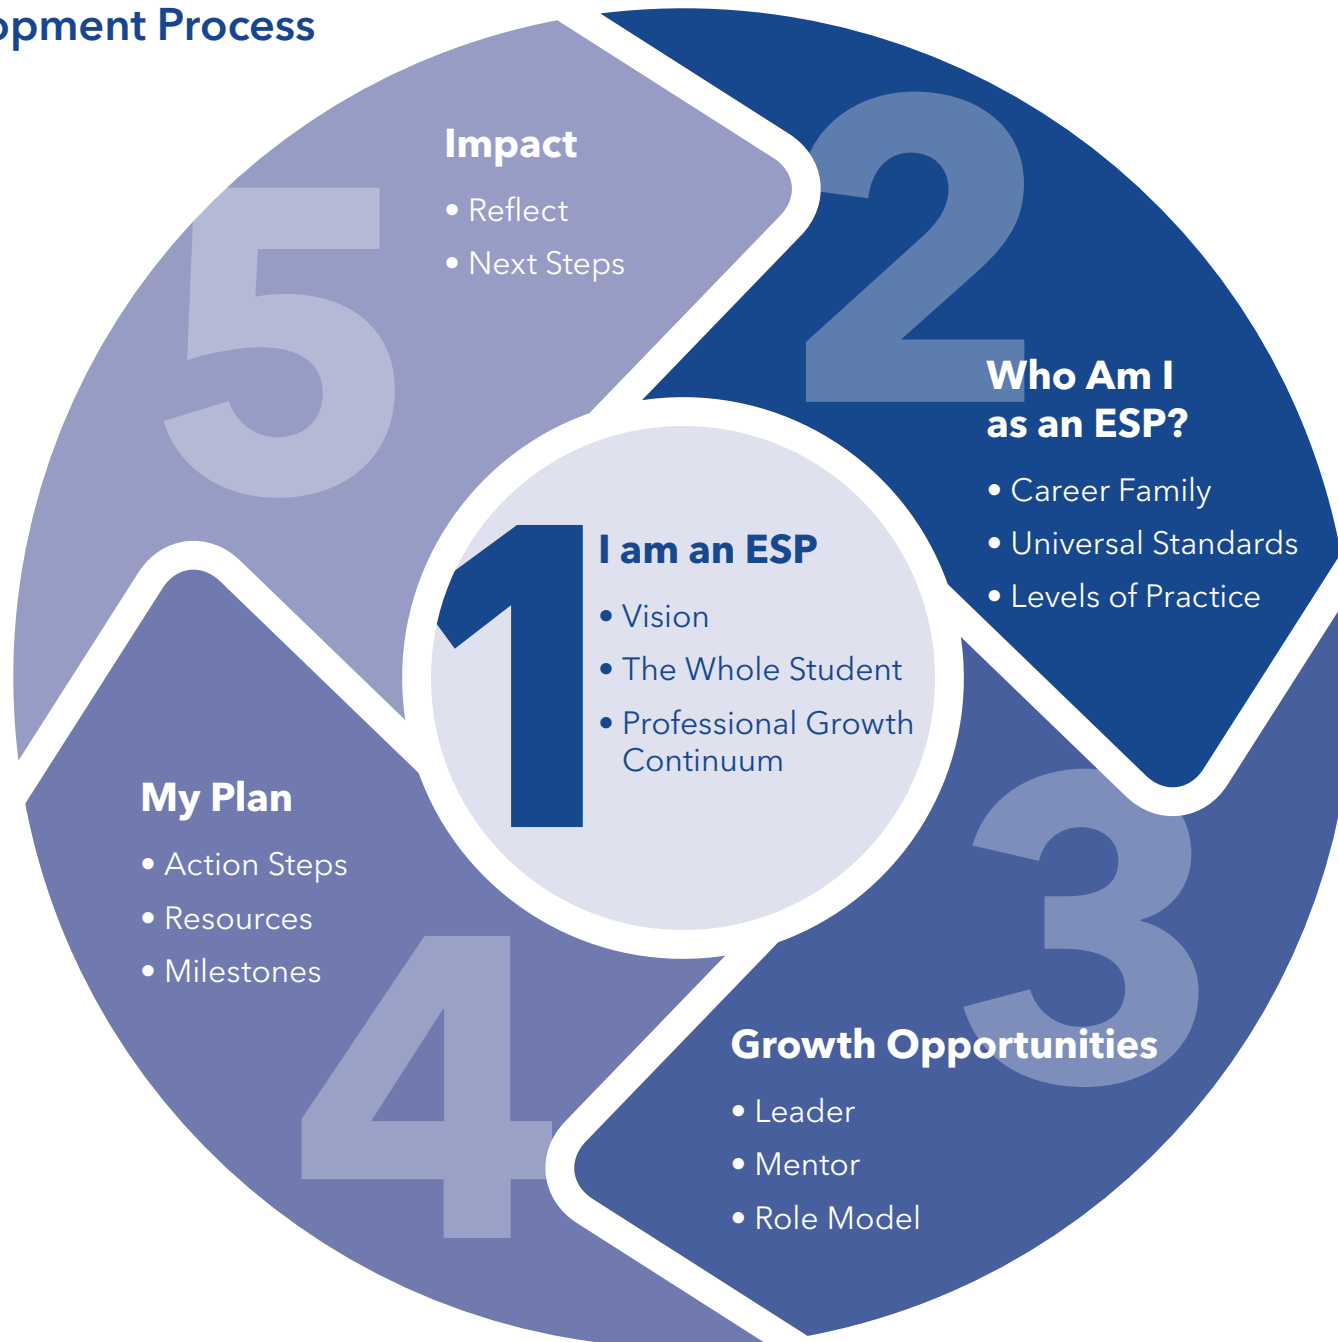 opment Process
1
I am an ESP
• Vision
• The Whole Student
• Professional Growth
Continuum
2
Who Am I
as an ESP?
• Career Family
• Universal Standards
• Levels of Practice
3
Growth Opportunities
• Leader
• Mentor
• Role Model
4
My Plan
• Action Steps
• Resources
• Milestones
5
Impact
• Reflect
• Next Steps